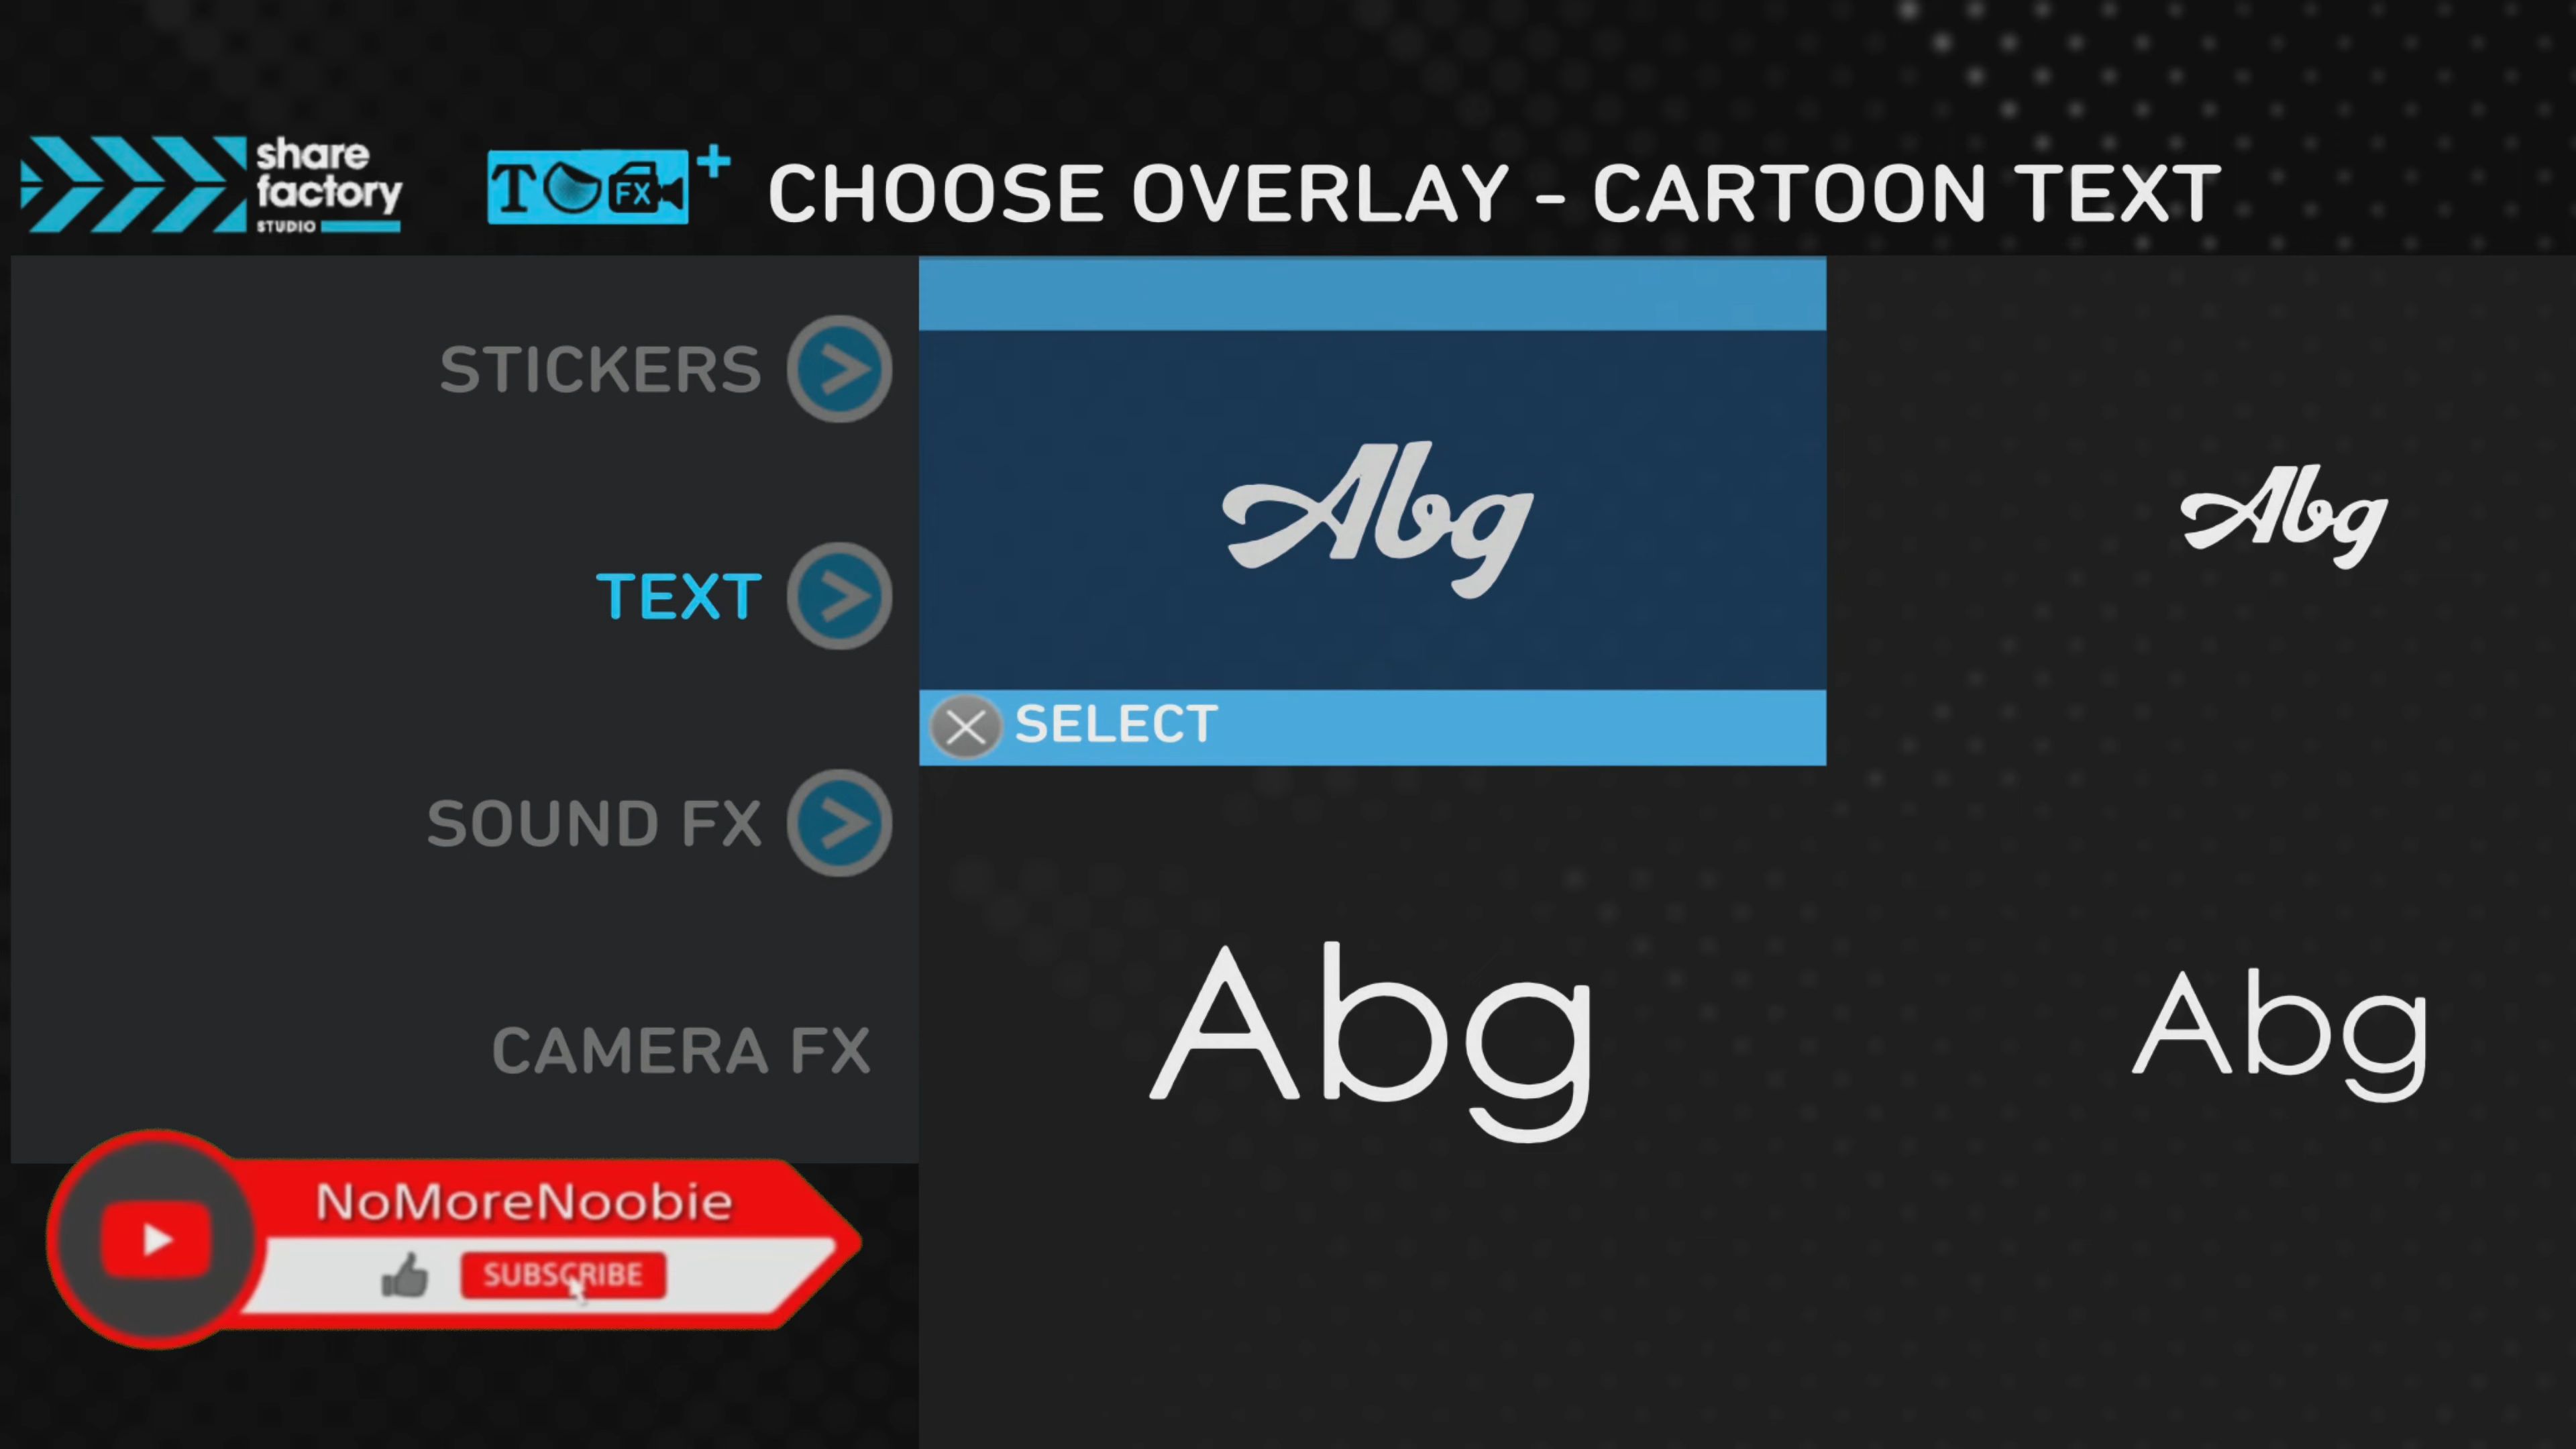 share
factory
STUDIO
T FX + CHOOSE OVERLAY - CARTOON TEXT
STICKERS
TEXT
SOUND FX
CAMERA FX
Abg
SELECT
Abg
Abg
Abg
NoMoreNoobie
SUBSCRIBE